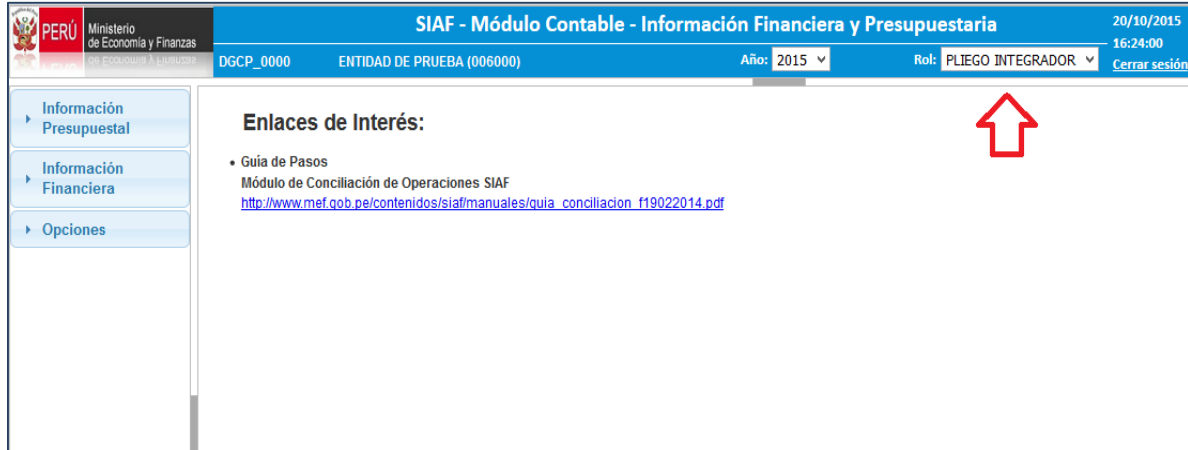 PERÚ
Ministerio
de Economía y Finanzas
SIAF - Módulo Contable - Información Financiera y Presupuestaria
20/10/2015
16:24:00
DGCP_0000 ENTIDAD DE PRUEBA (006000) Año: 2015 Rol: PLIEGO INTEGRADOR Cerrar sesión
Información
Presupuestal
Información
Financiera
Opciones
Enlaces de Interés:
• Guía de Pasos
Módulo de Conciliación de Operaciones SIAF
http://www.mef.gob.pe/contenidos/siaf/manuales/guia_conciliacion_f19022014.pdf